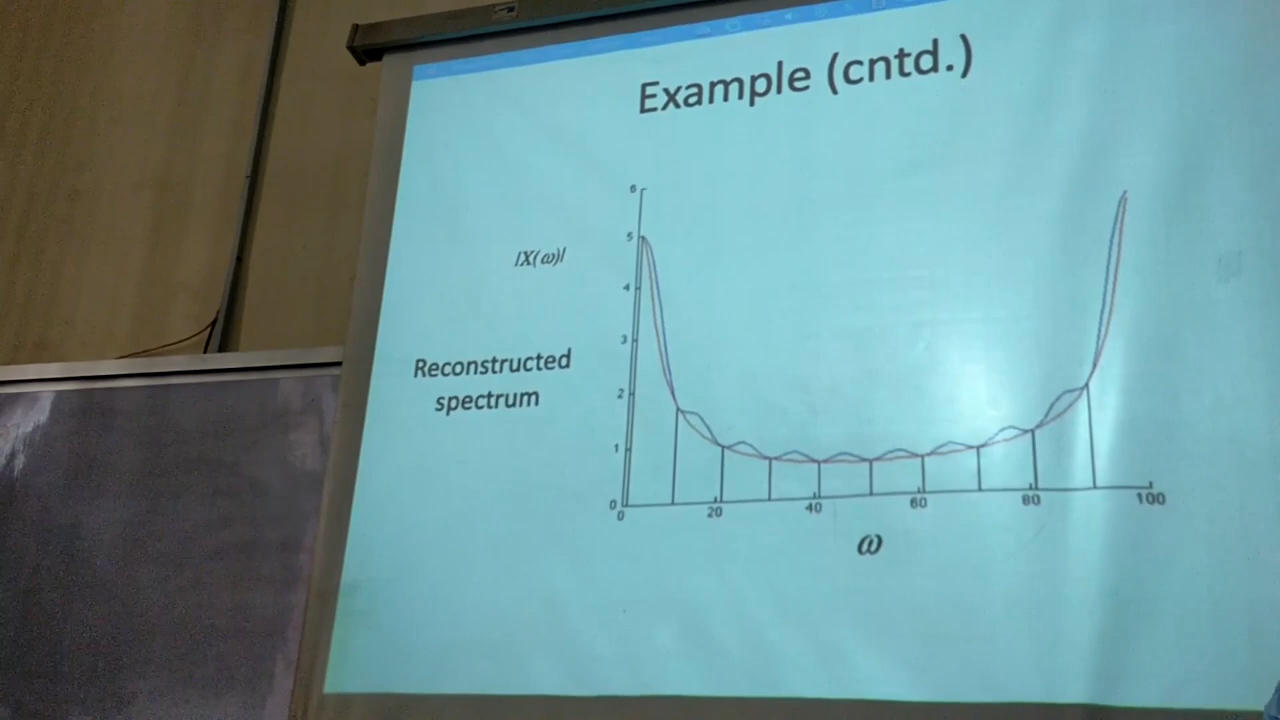 Example (cntd.)
|X(ω)|
Reconstructed
spectrum
6
5
4
3
2
1
0
0 20 40 60 80 100
ω